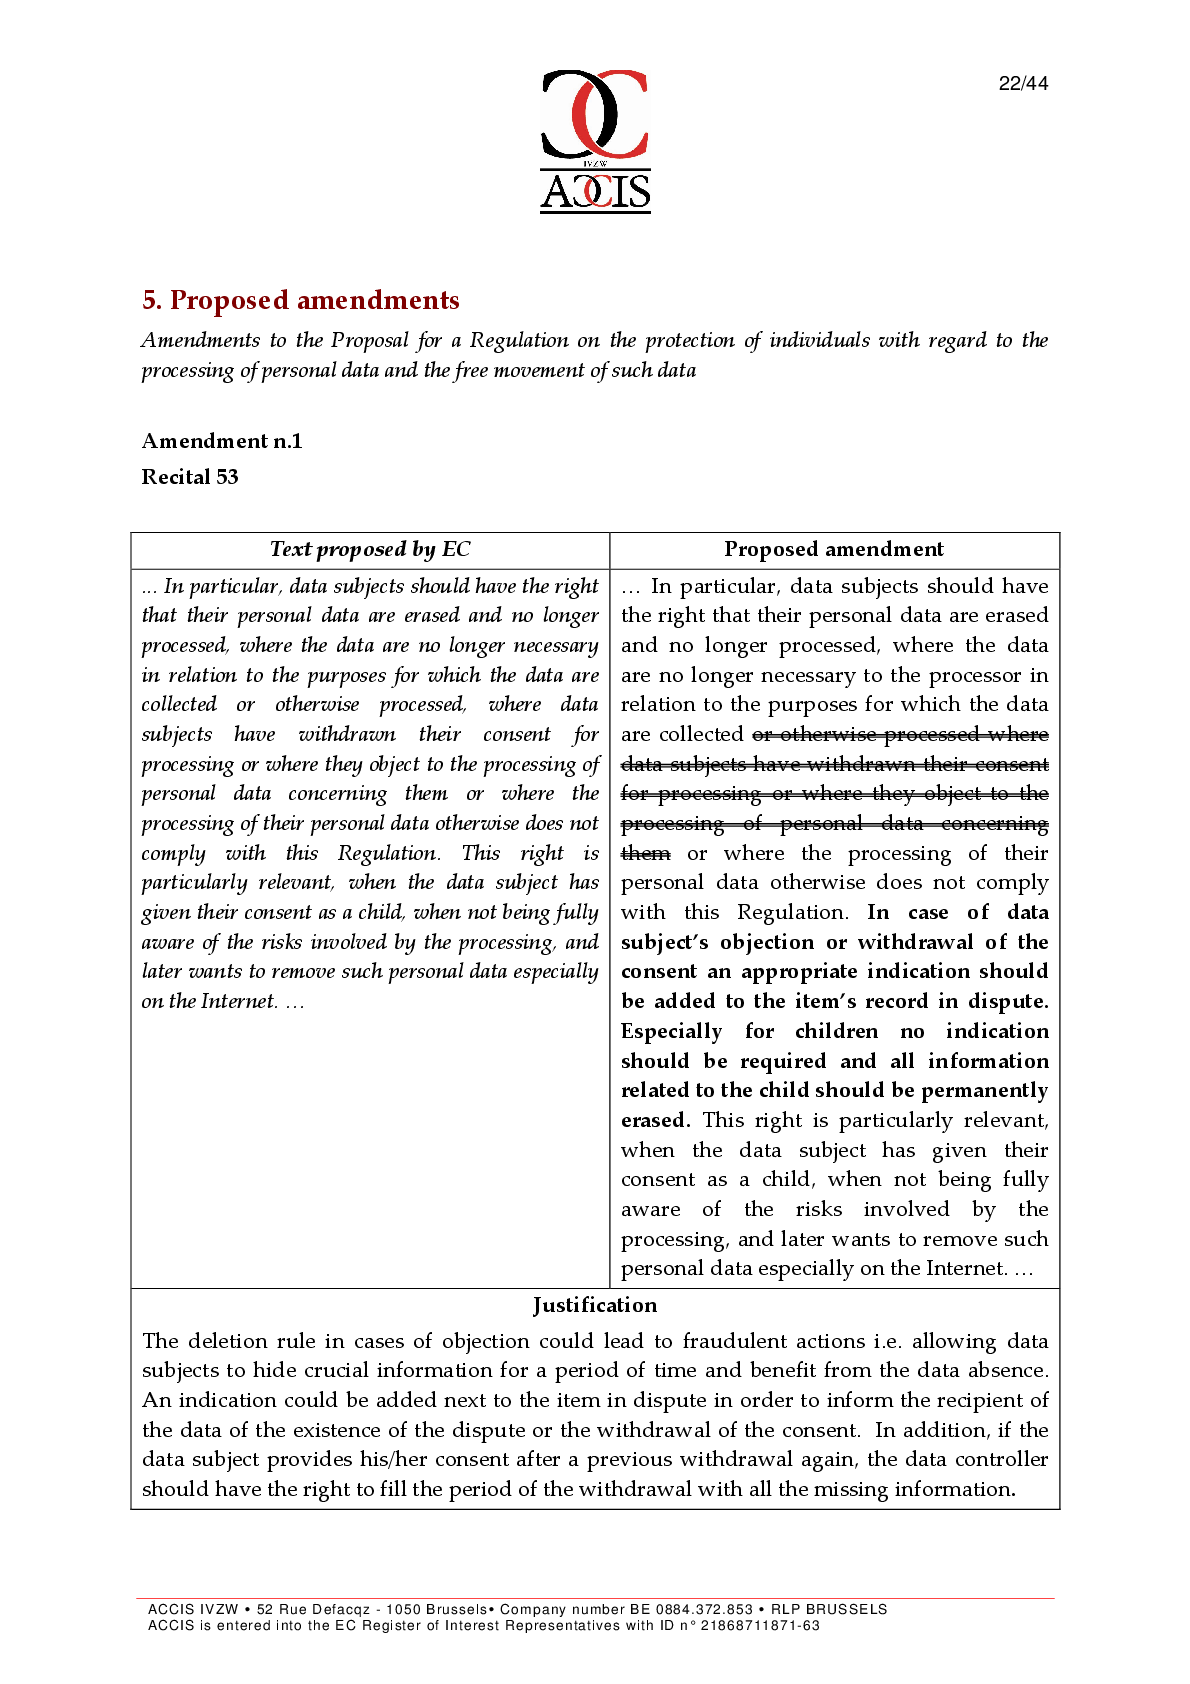 22/44
IVZW
ACCIS
5. Proposed amendments
Amendments to the Proposal for a Regulation on the protection of individuals with regard to the
processing of personal data and the free movement of such data
Amendment n.1
Recital 53
Text proposed by EC
... In particular, data subjects should have the right
that their personal data are erased and no longer
processed, where the data are no longer necessary
in relation to the purposes for which the data are
collected or otherwise processed, where data
subjects have withdrawn their consent for
processing or where they object to the processing of
personal data concerning them or where the
processing of their personal data otherwise does not
comply with this Regulation. This right is
particularly relevant, when the data subject has
given their consent as a child, when not being fully
aware of the risks involved by the processing, and
later wants to remove such personal data especially
on the Internet. …
Proposed amendment
… In particular, data subjects should have
the right that their personal data are erased
and no longer processed, where the data
are no longer necessary to the processor in
relation to the purposes for which the data
are collected or otherwise processed where
data subjects have withdrawn their consent
for processing or where they object to the
processing of personal data concerning
them or where the processing of their
personal data otherwise does not comply
with this Regulation. In case of data
subject’s objection or withdrawal of the
consent an appropriate indication should
be added to the item’s record in dispute.
Especially for children no indication
should be required and all information
related to the child should be permanently
erased. This right is particularly relevant,
when the data subject has given their
consent as a child, when not being fully
aware of the risks involved by the
processing, and later wants to remove such
personal data especially on the Internet. …
Justification
The deletion rule in cases of objection could lead to fraudulent actions i.e. allowing data
subjects to hide crucial information for a period of time and benefit from the data absence.
An indication could be added next to the item in dispute in order to inform the recipient of
the data of the existence of the dispute or the withdrawal of the consent. In addition, if the
data subject provides his/her consent after a previous withdrawal again, the data controller
should have the right to fill the period of the withdrawal with all the missing information.
ACCIS IVZW • 52 Rue Defacqz - 1050 Brussels• Company number BE 0884.372.853 • RLP BRUSSELS
ACCIS is entered into the EC Register of Interest Representatives with ID n° 21868711871-63